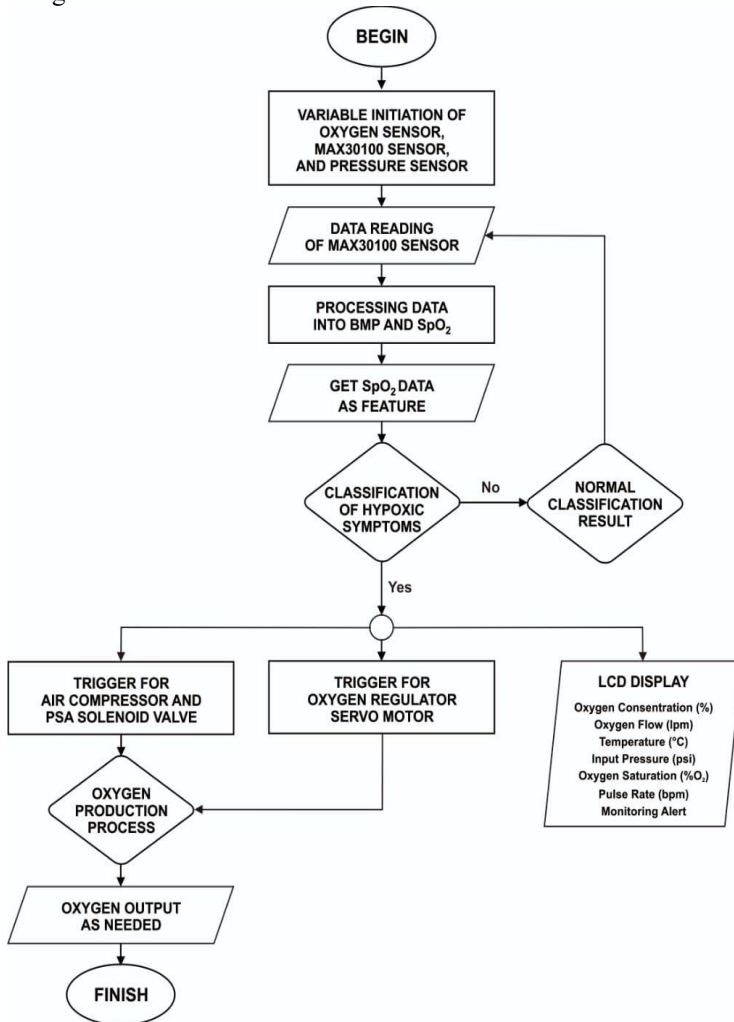 BEGIN
VARIABLE INITIATION OF
OXYGEN SENSOR,
MAX30100 SENSOR,
AND PRESSURE SENSOR
DATA READING
OF MAX30100 SENSOR
PROCESSING DATA
INTO BMP AND SpO₂
GET SpO₂ DATA
AS FEATURE
CLASSIFICATION
OF HYPOXIC
SYMPTOMS
No
NORMAL
CLASSIFICATION
RESULT
Yes
TRIGGER FOR
AIR COMPRESSOR AND
PSA SOLENOID VALVE
TRIGGER FOR
OXYGEN REGULATOR
SERVO MOTOR
LCD DISPLAY
Oxygen Consentration (%)
Oxygen Flow (lpm)
Temperature (°C)
Input Pressure (psi)
Oxygen Saturation (%O₂)
Pulse Rate (bpm)
Monitoring Alert
OXYGEN
PRODUCTION
PROCESS
OXYGEN OUTPUT
AS NEEDED
FINISH